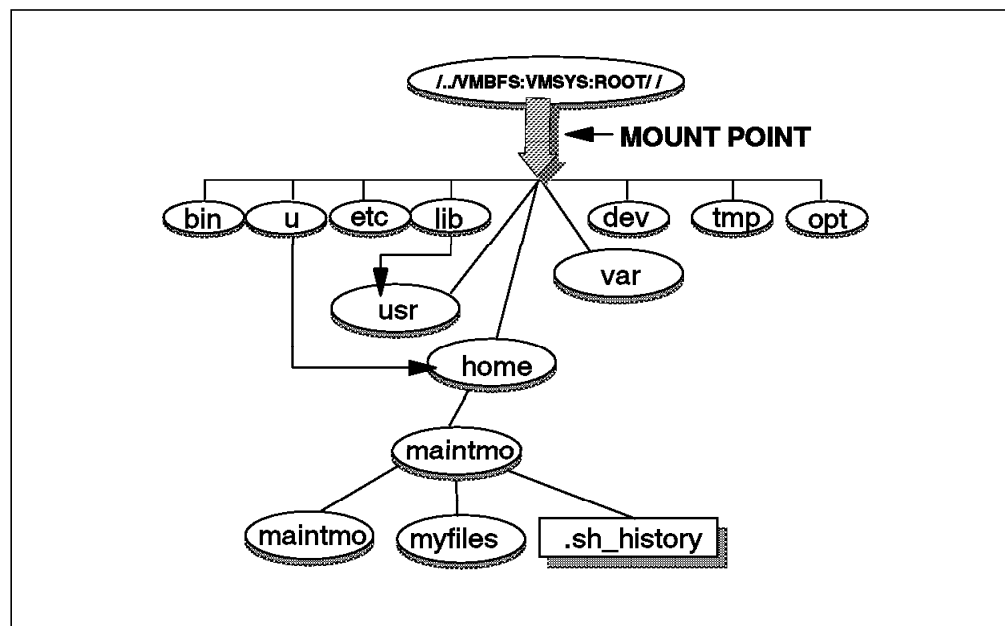 /../VMBFS:VMSYS:ROOT/ /
MOUNT POINT
bin
u
etc
lib
dev
tmp
opt
usr
var
home
maintmo
maintmo
myfiles
.sh_history